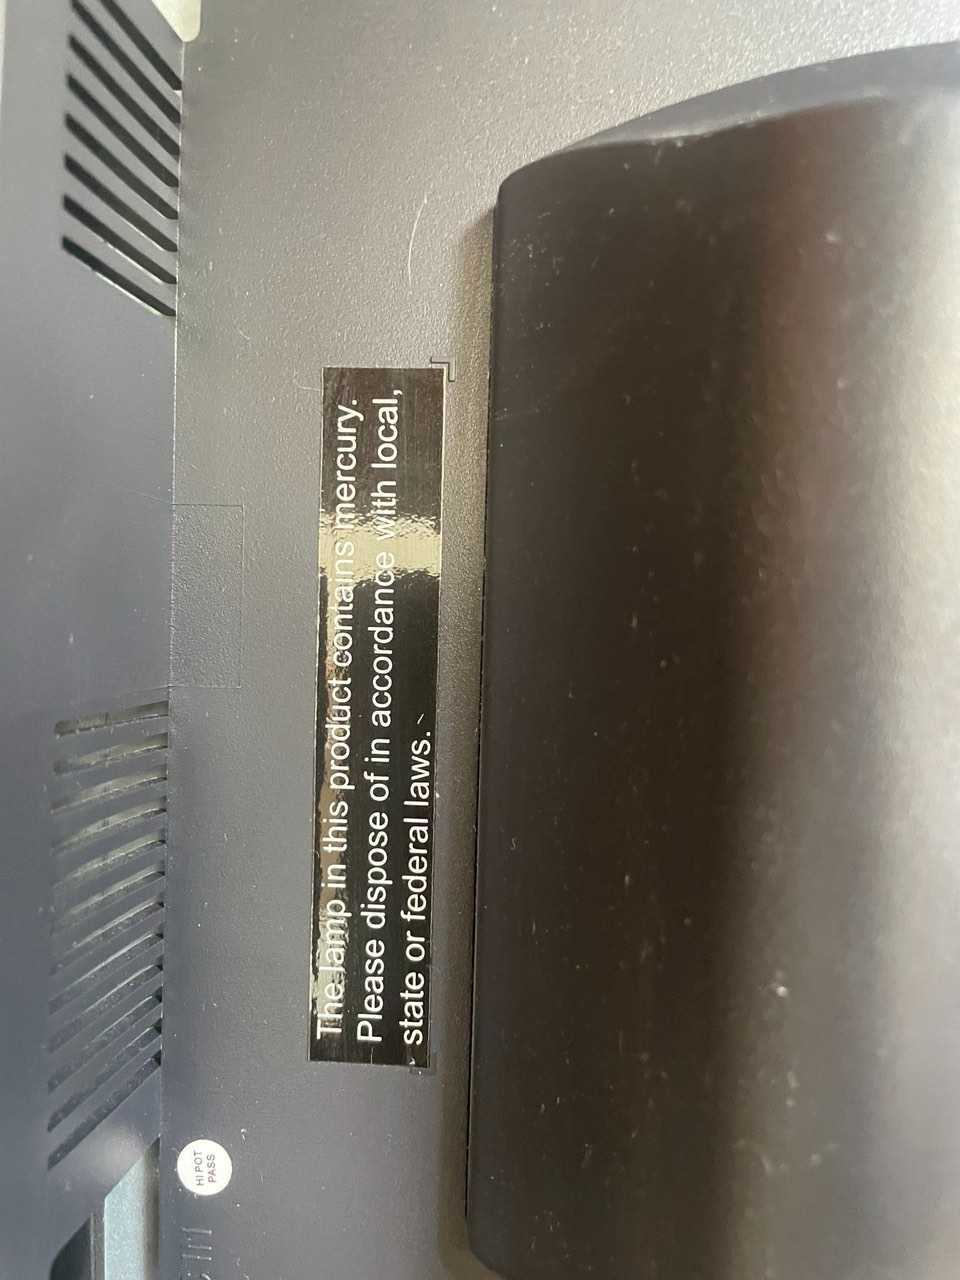 The lamp in this product contains mercury.
Please dispose of in accordance with local,
state or federal laws.
HI POT
PASS